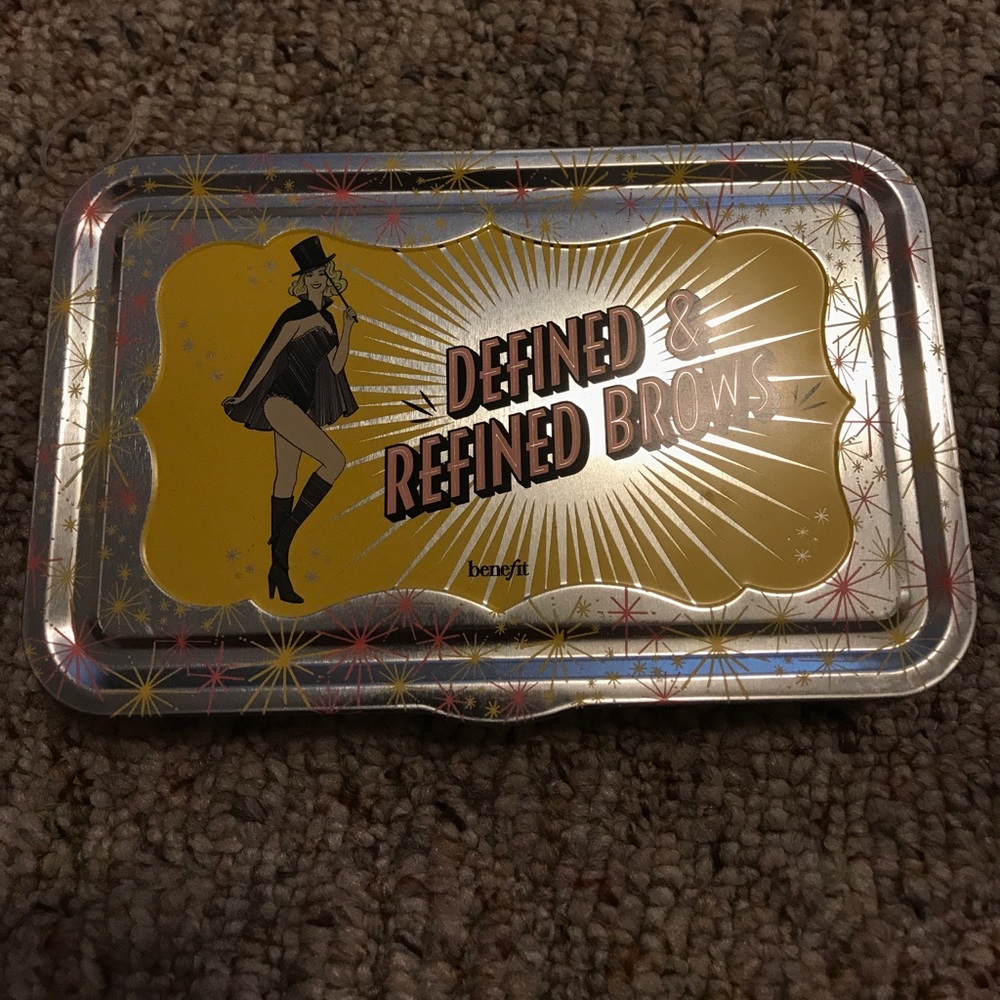 DEFINED &
REFINED BROWS
benefit